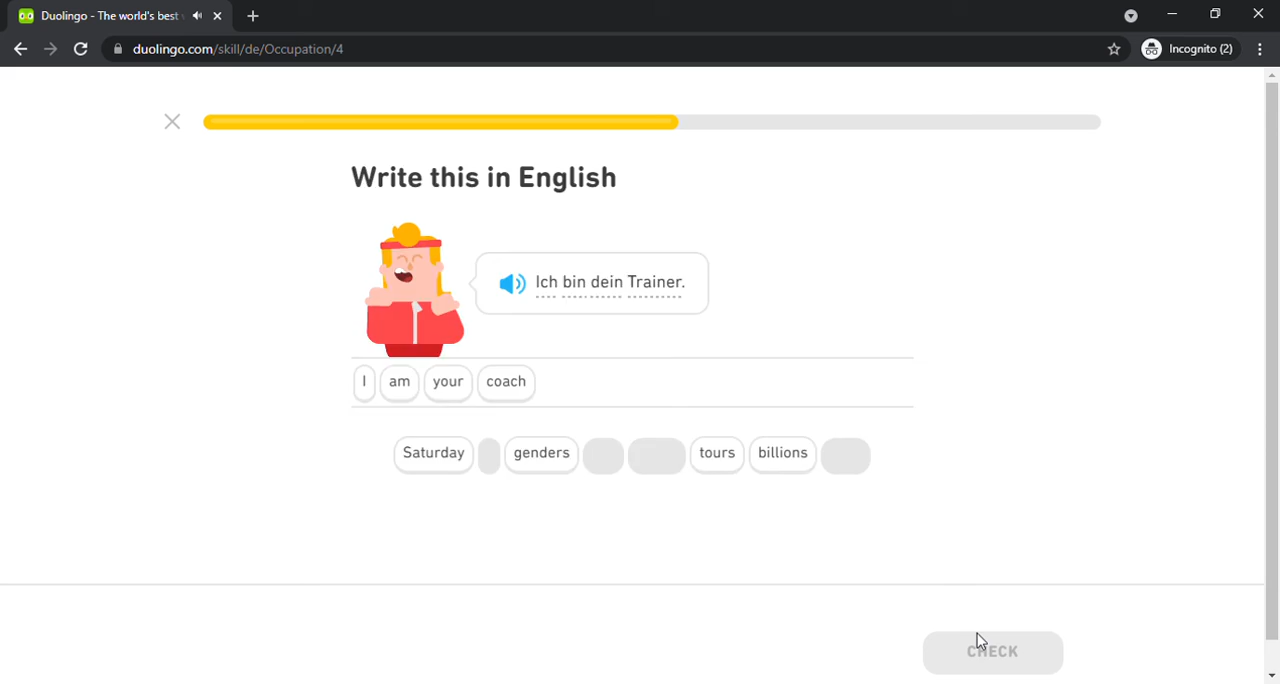 Duolingo - The world's best
duolingo.com/skill/de/Occupation/4
Incognito (2)
Write this in English
Ich bin dein Trainer.
I am your coach
Saturday genders tours billions
CHECK